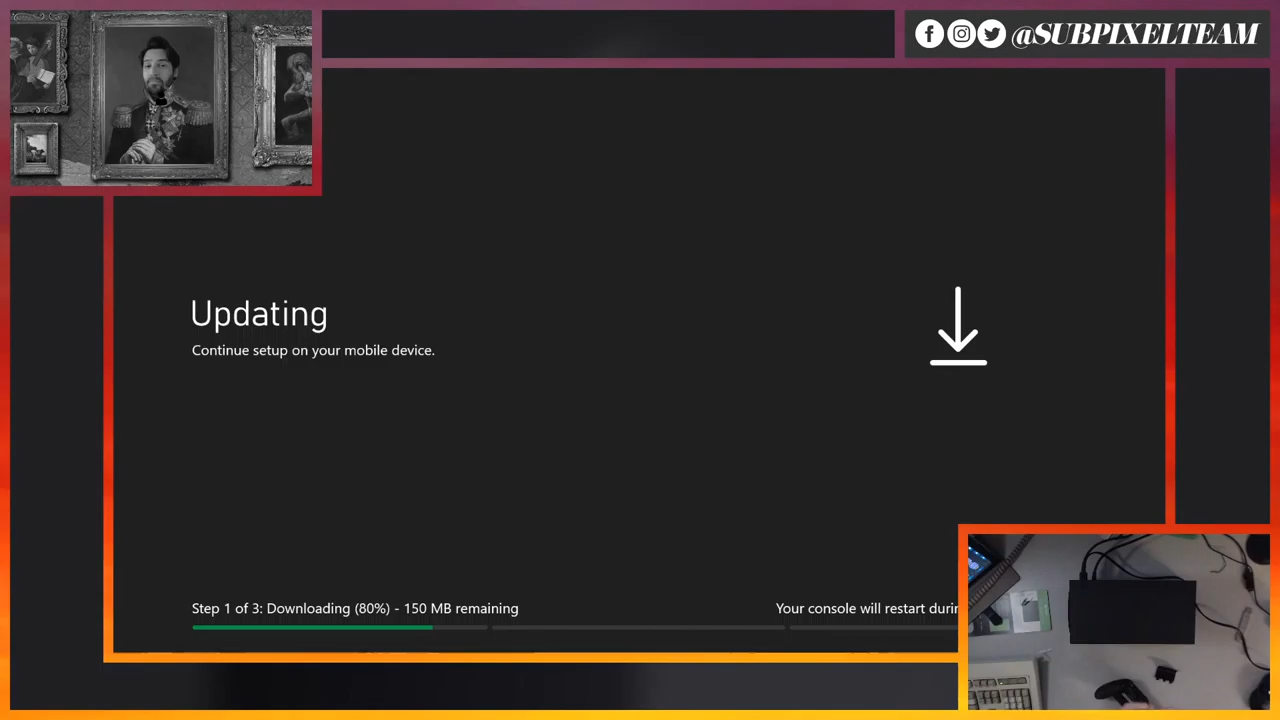 @SUBPIXELTEAM
Updating
Continue setup on your mobile device.
Step 1 of 3: Downloading (80%) - 150 MB remaining
Your console will restart durin